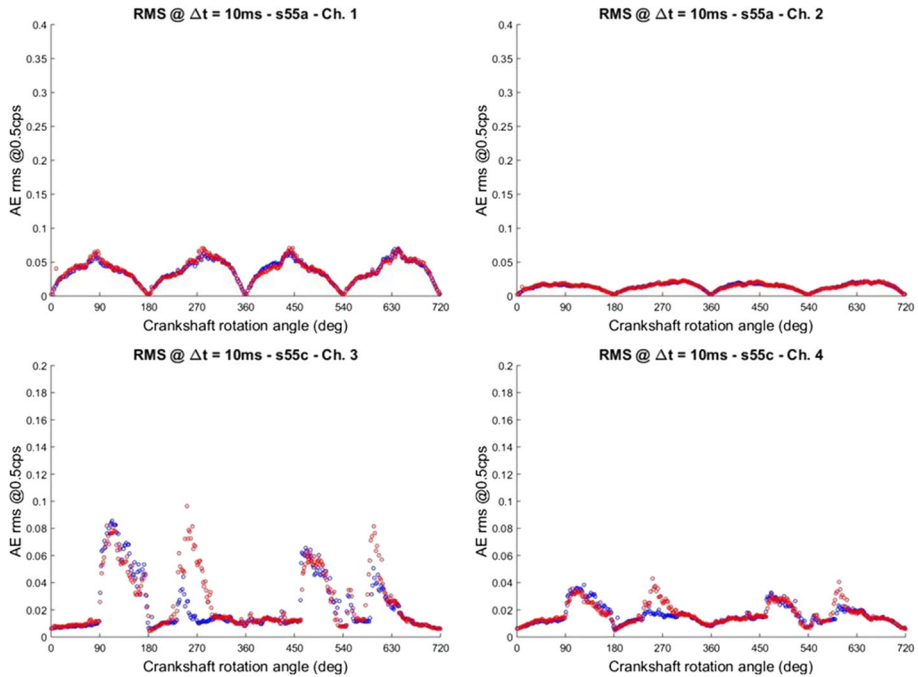 RMS @ Δt = 10ms - s55a - Ch. 1
0.4
0.35
0.3
0.25
0.2
0.15
0.1
0.05
0
AE rms @0.5cps
0 90 180 270 360 450 540 630 720
Crankshaft rotation angle (deg)
RMS @ Δt = 10ms - s55a - Ch. 2
0.4
0.35
0.3
0.25
0.2
0.15
0.1
0.05
0
AE rms @0.5cps
0 90 180 270 360 450 540 630 720
Crankshaft rotation angle (deg)
RMS @ Δt = 10ms - s55c - Ch. 3
0.2
0.18
0.16
0.14
0.12
0.1
0.08
0.06
0.04
0.02
0
AE rms @0.5cps
0 90 180 270 360 450 540 630 720
Crankshaft rotation angle (deg)
RMS @ Δt = 10ms - s55c - Ch. 4
0.2
0.18
0.16
0.14
0.12
0.1
0.08
0.06
0.04
0.02
0
AE rms @0.5cps
0 90 180 270 360 450 540 630 720
Crankshaft rotation angle (deg)